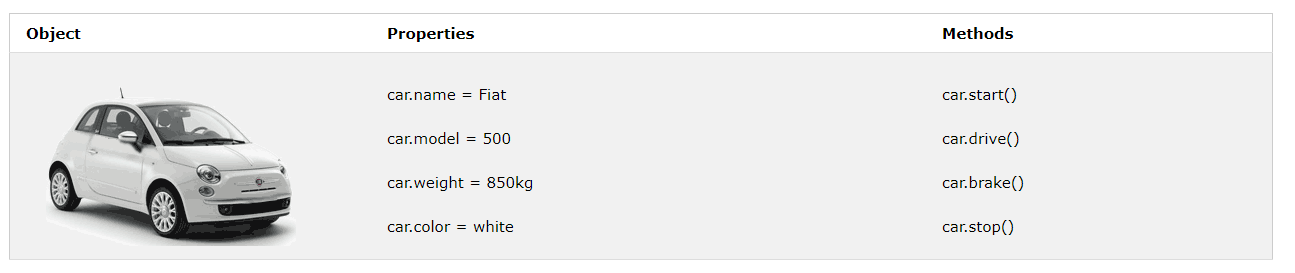 Object Properties Methods
car.name = Fiat car.start()
car.model = 500 car.drive()
car.weight = 850kg car.brake()
car.color = white car.stop()